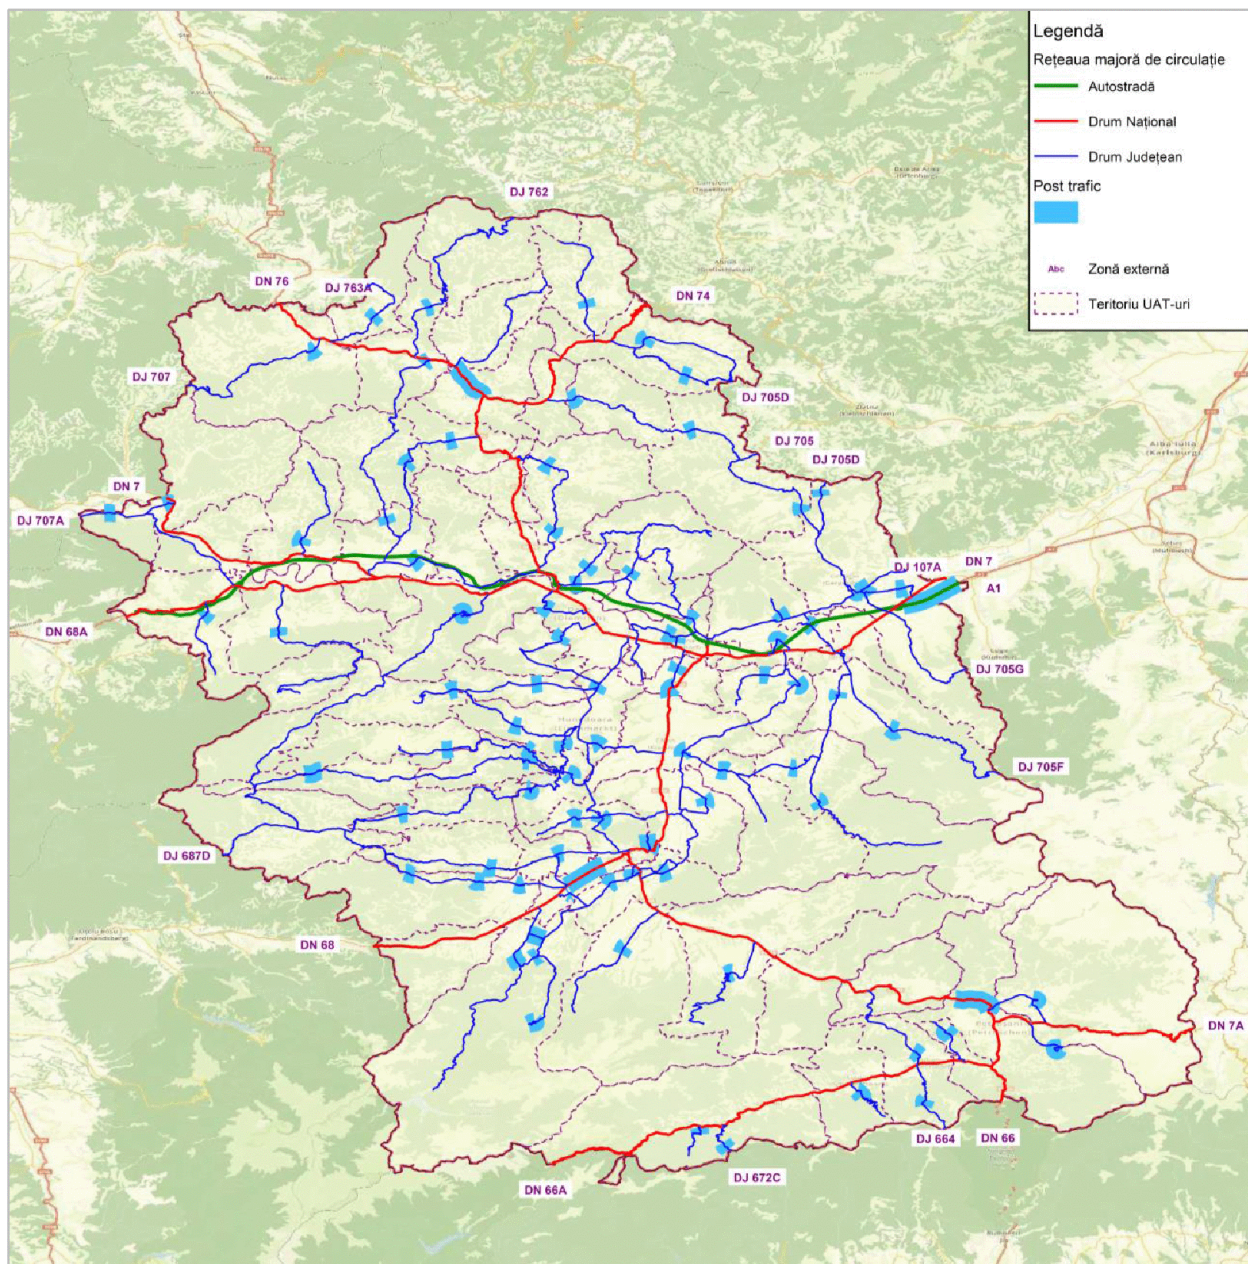 Legendă
Rețeaua majoră de circulație
Autostradă
Drum Național
Drum Județean
Post trafic
Abc Zonă externă
Teritoriu UAT-uri
DJ 762
DN 76
DJ 763A
DN 74
DJ 707
DJ 705D
DJ 705
DJ 705D
DN 7
DJ 707A
DN 7
DJ 107A
A1
DN 68A
DJ 705G
DJ 705F
DJ 687D
DN 68
DN 7A
DJ 664
DN 66
DN 66A
DJ 672C
Alba Iulia
(Karlsburg)